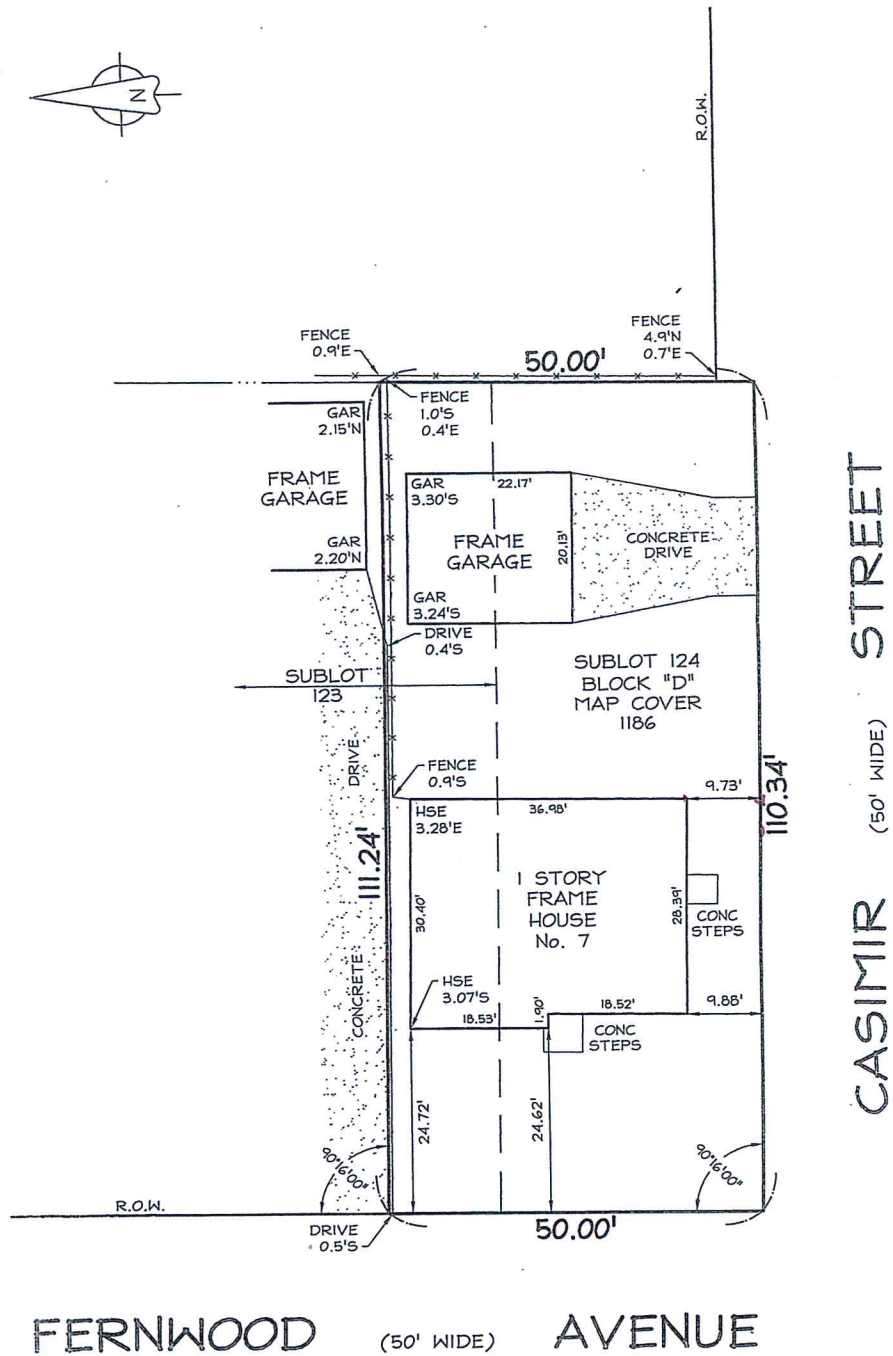 N
R.O.W.
FENCE
0.9'E
FENCE
4.9'N
0.7'E
50.00'
GAR
2.15'N
FENCE
1.0'S
0.4'E
FRAME
GARAGE
GAR
3.30'S
22.17'
GAR
2.20'N
FRAME
GARAGE
20.13'
CONCRETE
DRIVE
GAR
3.24'S
DRIVE
0.4'S
SUBLOT
123
SUBLOT 124
BLOCK "D"
MAP COVER
1186
STREET
(50' WIDE)
CASIMIR
DRIVE
CONCRETE
FENCE
0.9'S
9.73'
110.34'
111.24'
HSE
3.28'E
36.98'
30.40'
1 STORY
FRAME
HOUSE
No. 7
28.39'
CONC
STEPS
HSE
3.07'S
18.53'
1.90'
18.52'
9.88'
CONC
STEPS
24.72'
24.62'
90°16'00"
90°16'00"
R.O.W.
DRIVE
0.5'S
50.00'
FERNWOOD (50' WIDE) AVENUE